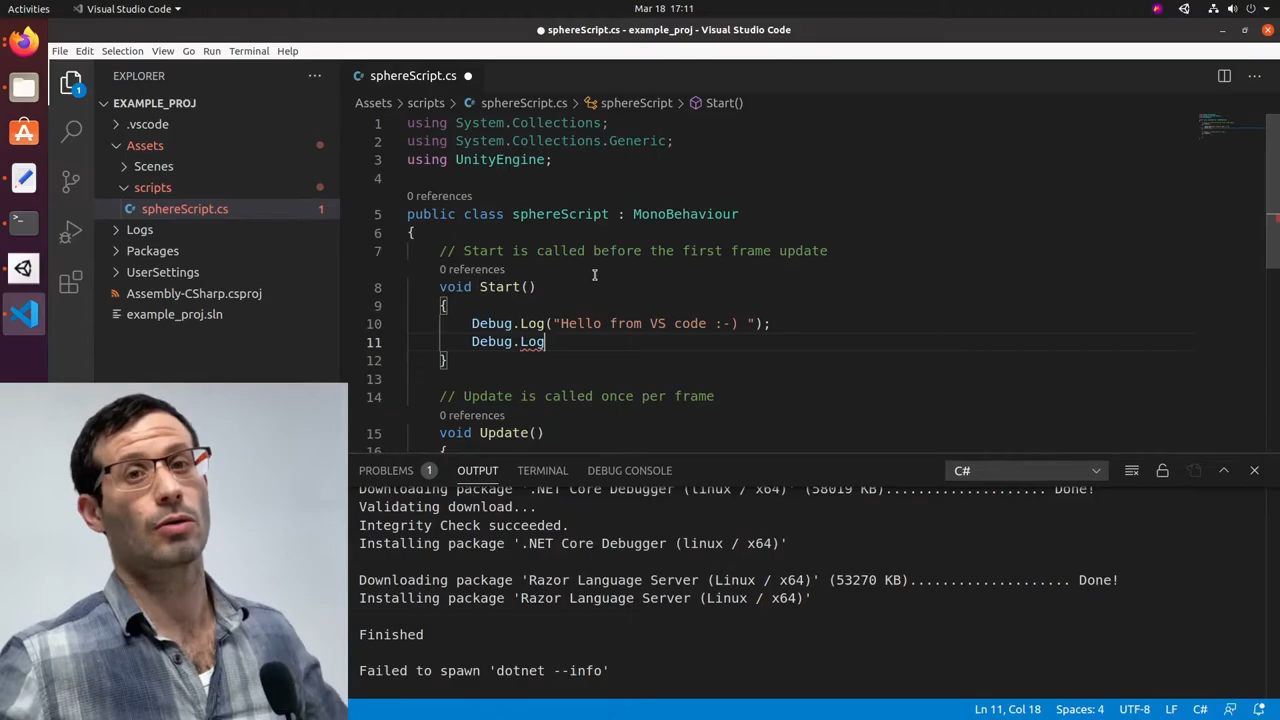 Activities
Visual Studio Code
Mar 18 17:11
sphereScript.cs - example_proj - Visual Studio Code
File Edit Selection View Go Run Terminal Help
EXPLORER
sphereScript.cs
EXAMPLE_PROJ
.vscode
Assets
Scenes
scripts
sphereScript.cs 1
Logs
Packages
UserSettings
Assembly-CSharp.csproj
example_proj.sln
1
Assets > scripts > sphereScript.cs > sphereScript > Start()
1 using System.Collections;
2 using System.Collections.Generic;
3 using UnityEngine;
4
0 references
5 public class sphereScript : MonoBehaviour
6 {
7 // Start is called before the first frame update
0 references
8 void Start()
9 {
10 Debug.Log("Hello from VS code :-) ");
11 Debug.Log
12 }
13
14 // Update is called once per frame
0 references
15 void Update()
16 {
PROBLEMS 1 OUTPUT TERMINAL DEBUG CONSOLE
C#
Downloading package '.NET Core Debugger (linux / x64)' (58019 KB).................... Done!
Validating download...
Integrity Check succeeded.
Installing package '.NET Core Debugger (linux / x64)'
Downloading package 'Razor Language Server (Linux / x64)' (53270 KB).................... Done!
Installing package 'Razor Language Server (Linux / x64)'
Finished
Failed to spawn 'dotnet --info'
Ln 11, Col 18 Spaces: 4 UTF-8 LF C#